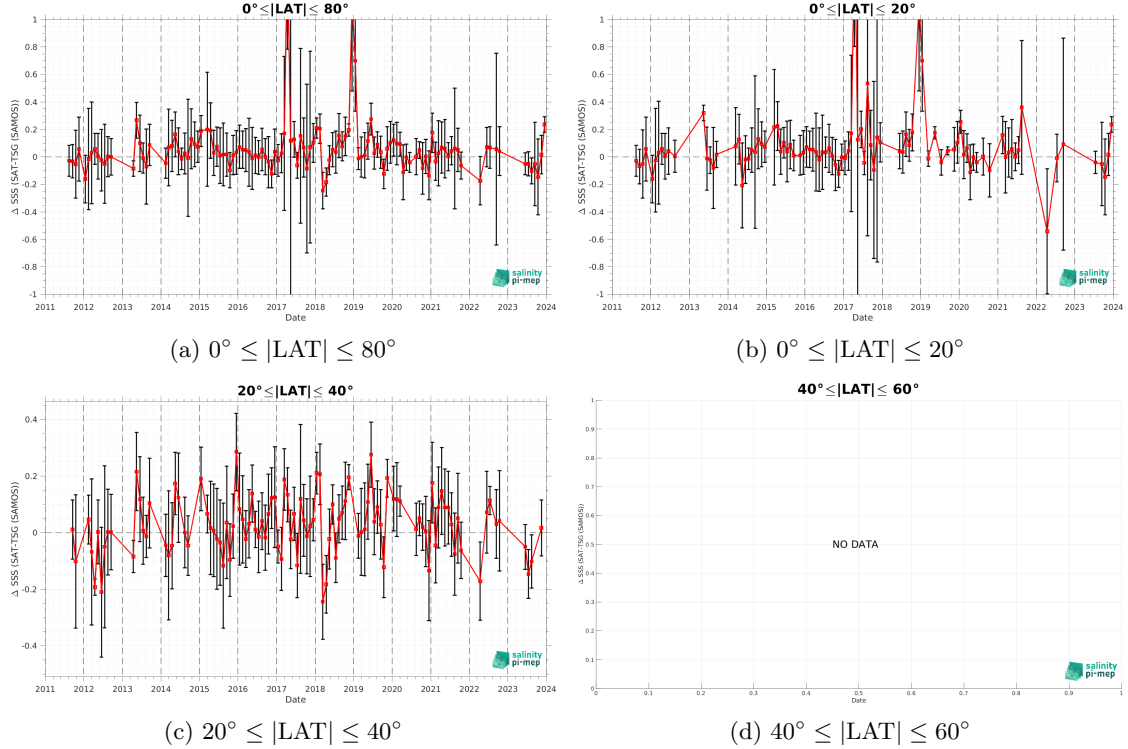 0°≤|LAT|≤ 80°
Δ SSS (SAT-TSG (SAMOS))
1
0.8
0.6
0.4
0.2
0
-0.2
-0.4
-0.6
-0.8
-1
2011 2012 2013 2014 2015 2016 2017 2018 2019 2020 2021 2022 2023 2024
Date
salinity
pi-mep
(a) 0° ≤ |LAT| ≤ 80°
0°≤|LAT|≤ 20°
Δ SSS (SAT-TSG (SAMOS))
1
0.8
0.6
0.4
0.2
0
-0.2
-0.4
-0.6
-0.8
-1
2011 2012 2013 2014 2015 2016 2017 2018 2019 2020 2021 2022 2023 2024
Date
salinity
pi-mep
(b) 0° ≤ |LAT| ≤ 20°
20°≤|LAT|≤ 40°
Δ SSS (SAT-TSG (SAMOS))
0.4
0.2
0
-0.2
-0.4
2011 2012 2013 2014 2015 2016 2017 2018 2019 2020 2021 2022 2023 2024
Date
salinity
pi-mep
(c) 20° ≤ |LAT| ≤ 40°
40°≤|LAT|≤ 60°
Δ SSS (SAT-TSG (SAMOS))
1
0.9
0.8
0.7
0.6
0.5
0.4
0.3
0.2
0.1
0
NO DATA
0 0.1 0.2 0.3 0.4 0.5 0.6 0.7 0.8 0.9 1
Date
salinity
pi-mep
(d) 40° ≤ |LAT| ≤ 60°